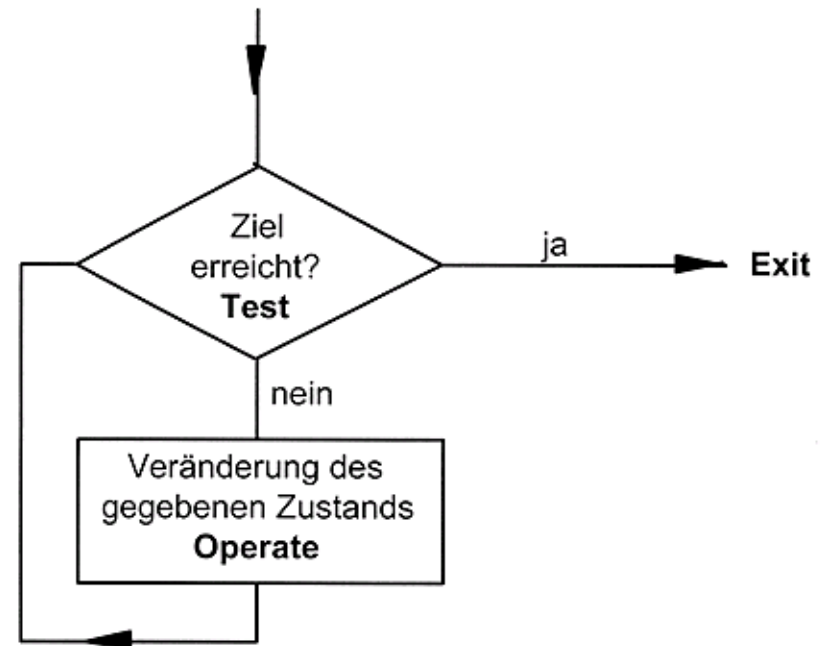 Ziel
erreicht?
Test
ja
Exit
nein
Veränderung des
gegebenen Zustands
Operate